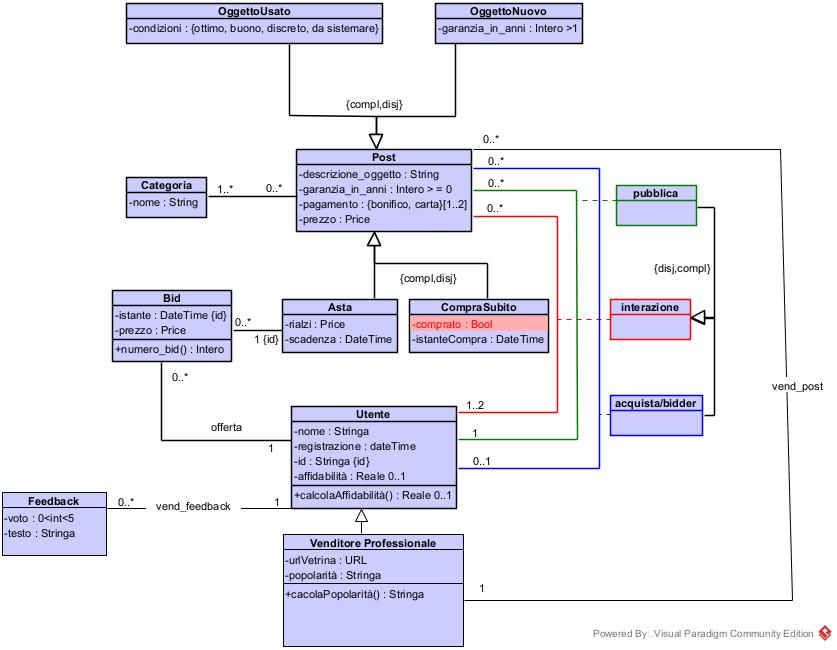 OggettoUsato
-condizioni : {ottimo, buono, discreto, da sistemare}
OggettoNuovo
-garanzia_in_anni : Intero >1
{compl,disj}
Post
-descrizione_oggetto : String
-garanzia_in_anni : Intero > = 0
-pagamento : {bonifico, carta}[1..2]
-prezzo : Price
0..*
0..*
0..*
0..*
Categoria
-nome : String
1..*
0..*
pubblica
{disj,compl}
interazione
acquista/bidder
vend_post
{compl,disj}
Bid
-istante : DateTime {id}
-prezzo : Price
+numero_bid() : Intero
0..*
1 {id}
Asta
-rialzi : Price
-scadenza : DateTime
CompraSubito
-comprato : Bool
-istanteCompra : DateTime
0..*
offerta
1
Utente
-nome : Stringa
-registrazione : dateTime
-id : Stringa {id}
-affidabilità : Reale 0..1
+calcolaAffidabilità() : Reale 0..1
1..2
1
0..1
Feedback
-voto : 0<int<5
-testo : Stringa
0..*
vend_feedback
1
Venditore Professionale
-urlVetrina : URL
-popolarità : Stringa
+cacolaPopolarità() : Stringa
1
Powered By Visual Paradigm Community Edition